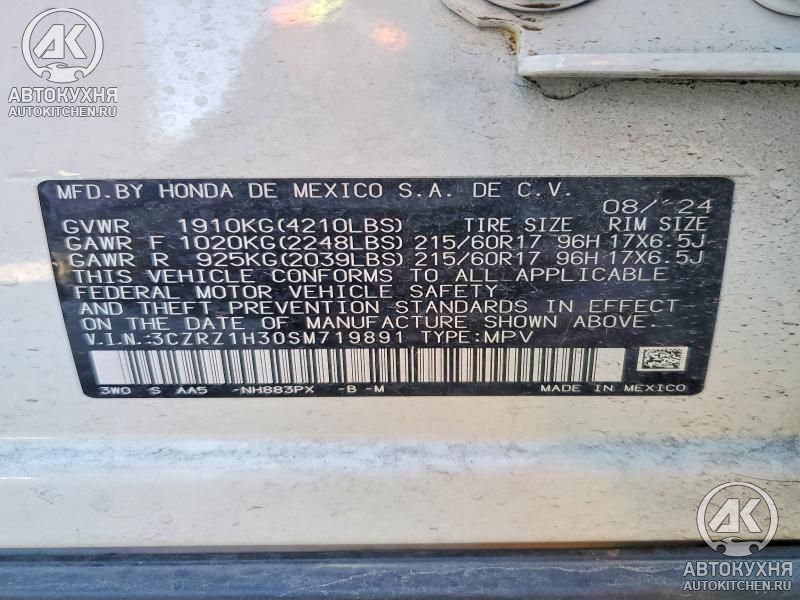 AK
АВТОКУХНЯ
AUTOKITCHEN.RU
MFD.BY HONDA DE MEXICO S.A. DE C.V. 08/ '24
GVWR 1910KG(4210LBS) TIRE SIZE RIM SIZE
GAWR F 1020KG(2248LBS) 215/60R17 96H 17X6.5J
GAWR R 925KG(2039LBS) 215/60R17 96H 17X6.5J
THIS VEHICLE CONFORMS TO ALL APPLICABLE
FEDERAL MOTOR VEHICLE SAFETY
AND THEFT PREVENTION STANDARDS IN EFFECT
ON THE DATE OF MANUFACTURE SHOWN ABOVE.
V.I.N.:3CZRZ1H30SM719891 TYPE:MPV
3W0 S AA5 -NH883PX -B -M MADE IN MEXICO
AK
АВТОКУХНЯ
AUTOKITCHEN.RU